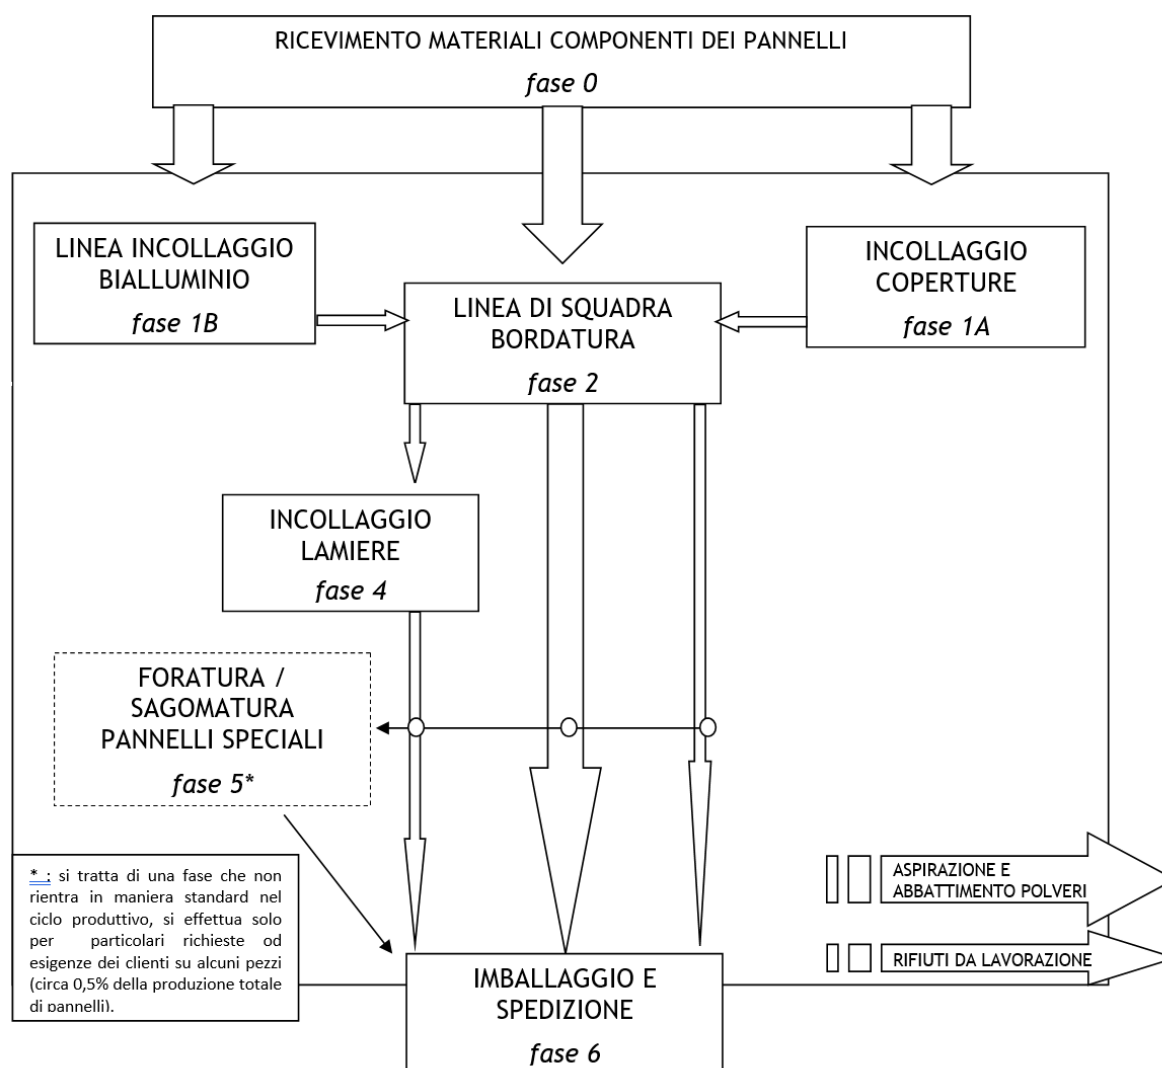 RICEVIMENTO MATERIALI COMPONENTI DEI PANNELLI
fase 0
LINEA INCOLLAGGIO
BIALLUMINIO
fase 1B
LINEA DI SQUADRA
BORDATURA
fase 2
INCOLLAGGIO
COPERTURE
fase 1A
INCOLLAGGIO
LAMIERE
fase 4
FORATURA /
SAGOMATURA
PANNELLI SPECIALI
fase 5*
* : si tratta di una fase che non
rientra in maniera standard nel
ciclo produttivo, si effettua solo
per particolari richieste od
esigenze dei clienti su alcuni pezzi
(circa 0,5% della produzione totale
di pannelli).
ASPIRAZIONE E
ABBATTIMENTO POLVERI
RIFIUTI DA LAVORAZIONE
IMBALLAGGIO E
SPEDIZIONE
fase 6